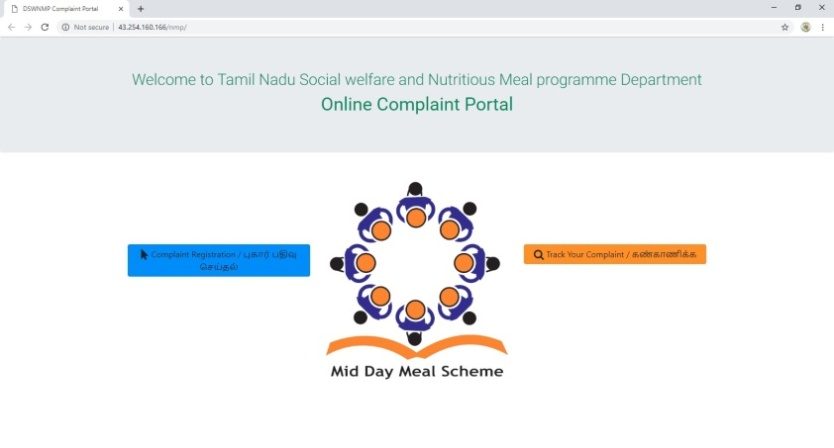 DSWNMP Complaint Portal
Not secure | 43.254.160.166/nmp/
Welcome to Tamil Nadu Social welfare and Nutritious Meal programme Department
Online Complaint Portal
Complaint Registration / புகார் பதிவு
செய்தல்
Track Your Complaint / கண்காணிக்க
Mid Day Meal Scheme